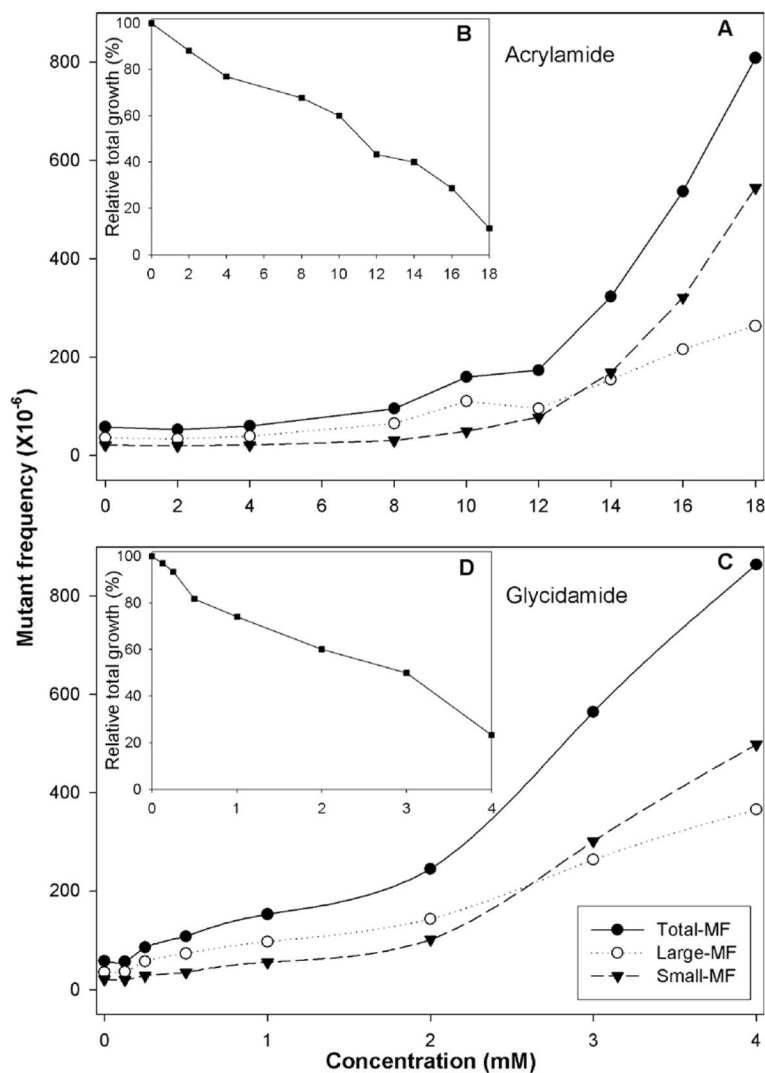 Mutant frequency (X10⁻⁶)
A
Acrylamide
800
600
400
200
0
0 2 4 6 8 10 12 14 16 18
B
Relative total growth (%)
100
80
60
40
20
0
0 2 4 6 8 10 12 14 16 18
C
Glycidamide
800
600
400
200
0
0 1 2 3 4
D
Relative total growth (%)
100
80
60
40
20
0
0 1 2 3 4
Total-MF
Large-MF
Small-MF
Concentration (mM)